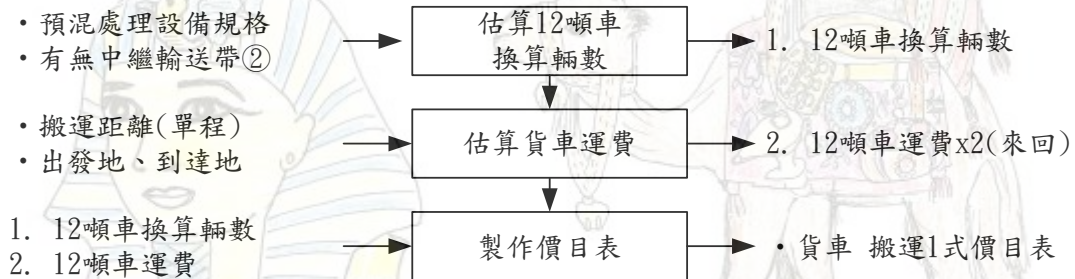 ・預混處理設備規格
・有無中繼輸送帶②
估算12噸車
換算輛數
1. 12噸車換算輛數
・搬運距離(單程)
・出發地、到達地
估算貨車運費
2. 12噸車運費x2(來回)
1. 12噸車換算輛數
2. 12噸車運費
製作價目表
・貨車 搬運1式價目表